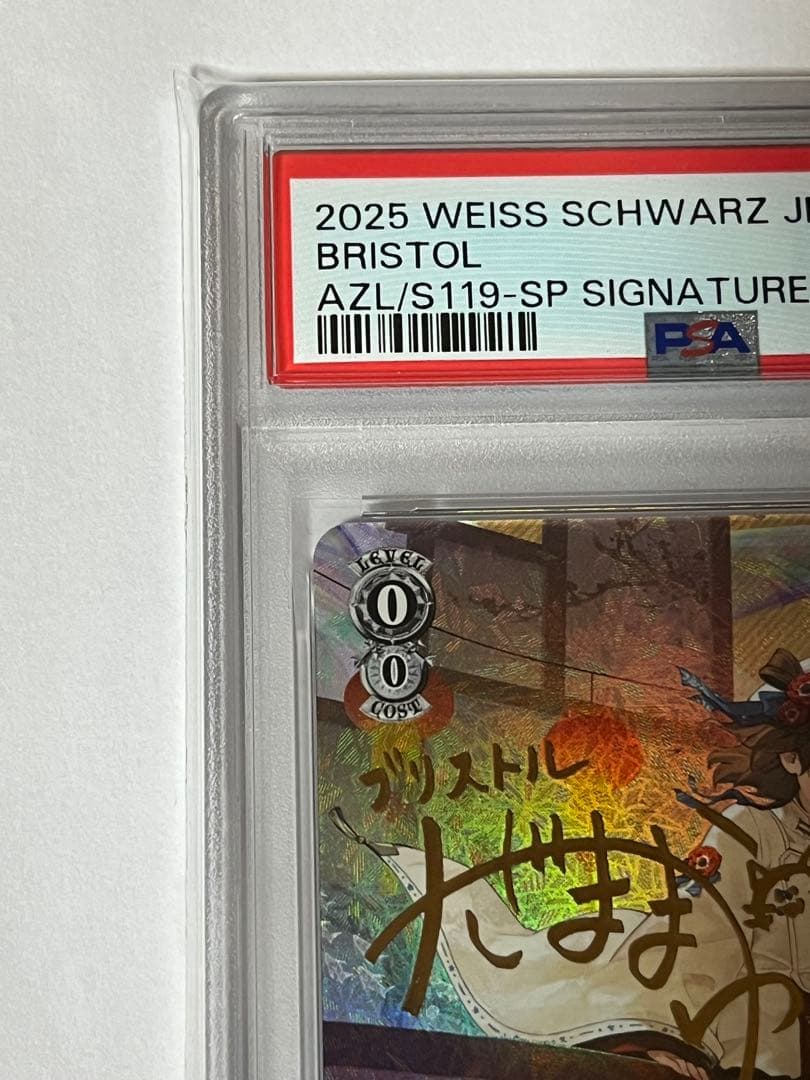 2025 WEISS SCHWARZ
BRISTOL
AZL/S119-SP SIGNATURE
PSA
LEVEL
0
0
COST
ブリストル